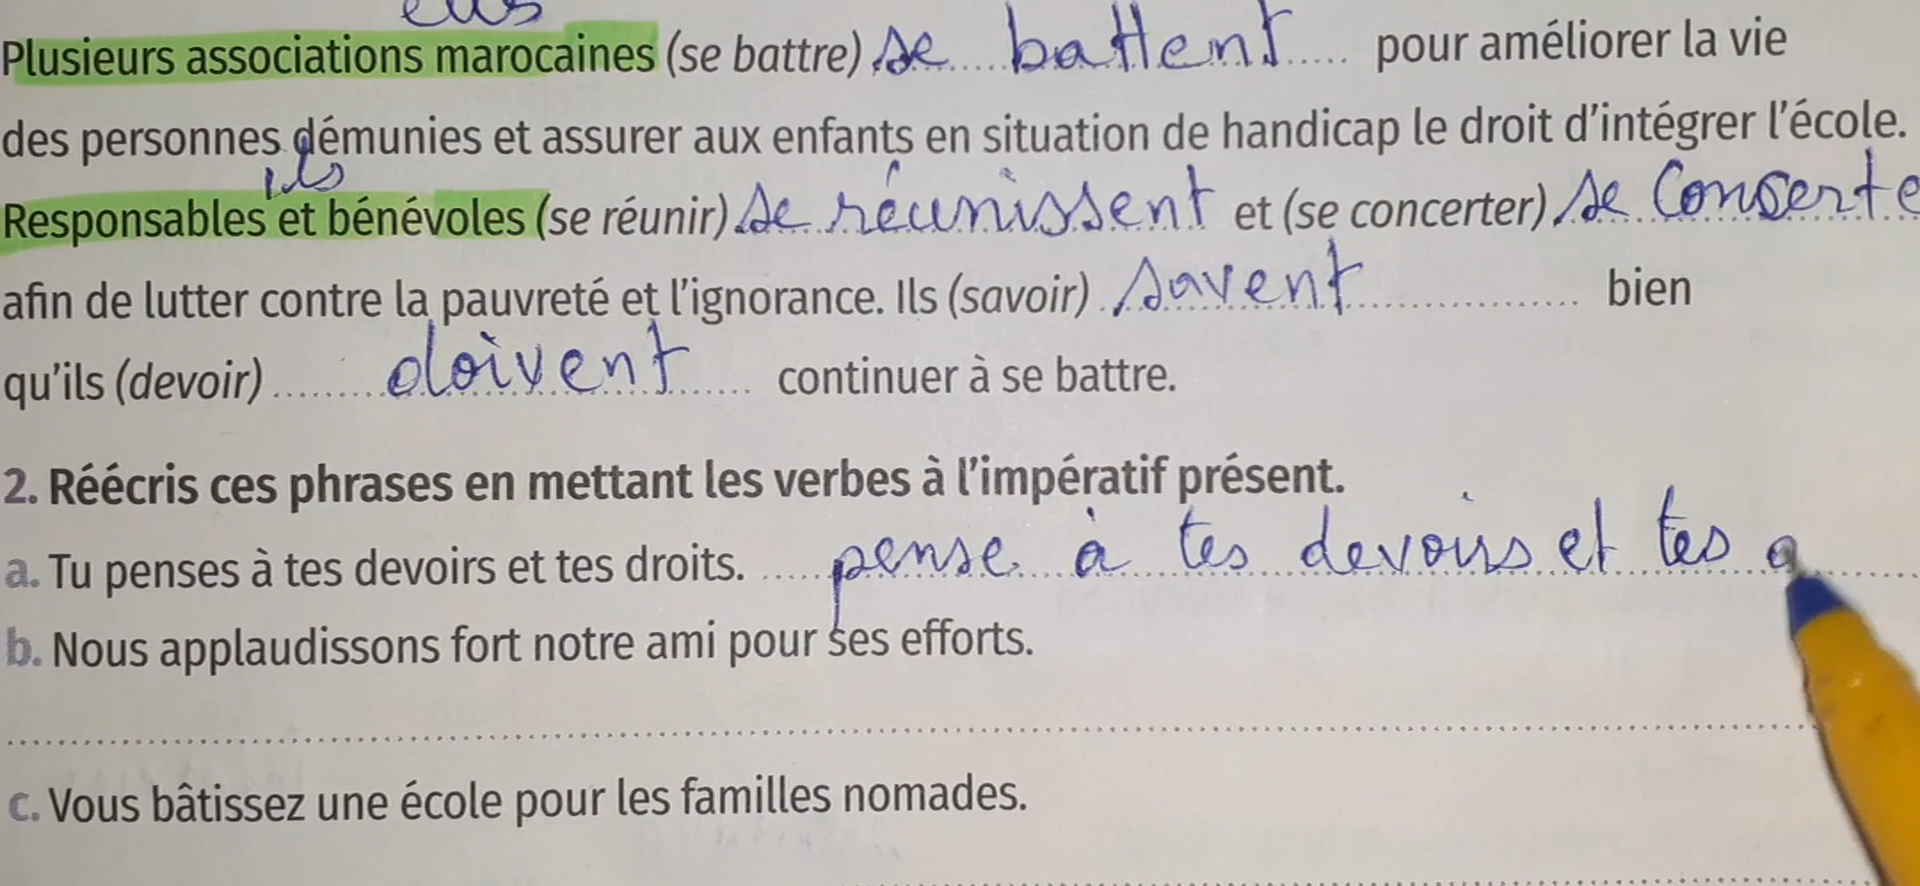 elles
Plusieurs associations marocaines (se battre) se battent pour améliorer la vie
des personnes démunies et assurer aux enfants en situation de handicap le droit d'intégrer l'école.
ils
Responsables et bénévoles (se réunir) se réunissent et (se concerter) se Conserte
afin de lutter contre la pauvreté et l'ignorance. Ils (savoir) savent bien
qu'ils (devoir) doivent continuer à se battre.
2. Réécris ces phrases en mettant les verbes à l'impératif présent.
a. Tu penses à tes devoirs et tes droits. pense à tes devoirs et tes
b. Nous applaudissons fort notre ami pour ses efforts.
c. Vous bâtissez une école pour les familles nomades.